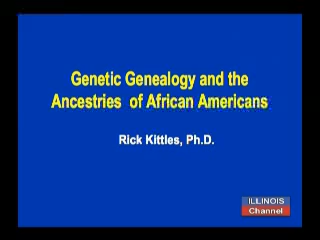 Genetic Genealogy and the
Ancestries of African Americans
Rick Kittles, Ph.D.
ILLINOIS
Channel